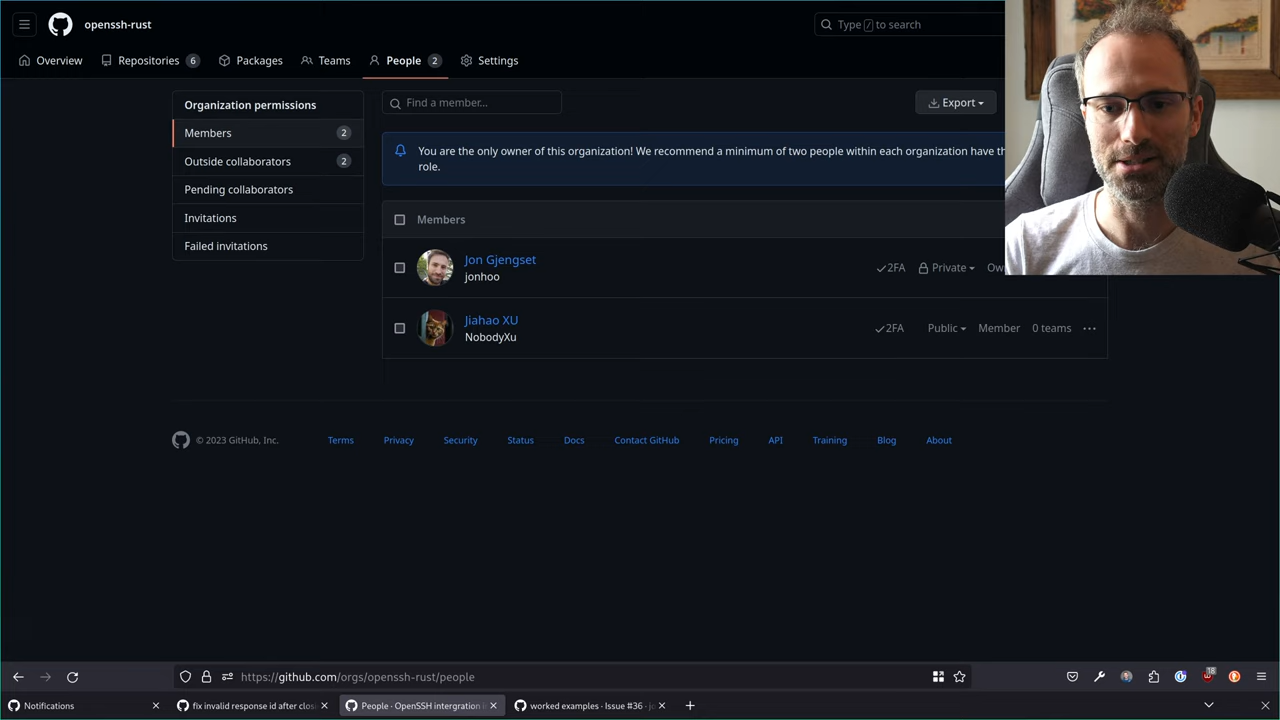 openssh-rust
Type / to search
Overview
Repositories 6
Packages
Teams
People 2
Settings
Organization permissions
Members 2
Outside collaborators 2
Pending collaborators
Invitations
Failed invitations
Find a member...
Export
You are the only owner of this organization! We recommend a minimum of two people within each organization have th
role.
Members
Jon Gjengset
jonhoo
2FA
Private
Ow
Jiahao XU
NobodyXu
2FA
Public
Member
0 teams
© 2023 GitHub, Inc.
Terms
Privacy
Security
Status
Docs
Contact GitHub
Pricing
API
Training
Blog
About
https://github.com/orgs/openssh-rust/people
18
Notifications
fix invalid response id after clos
People · OpenSSH intergration i
worked examples · Issue #36 · jo